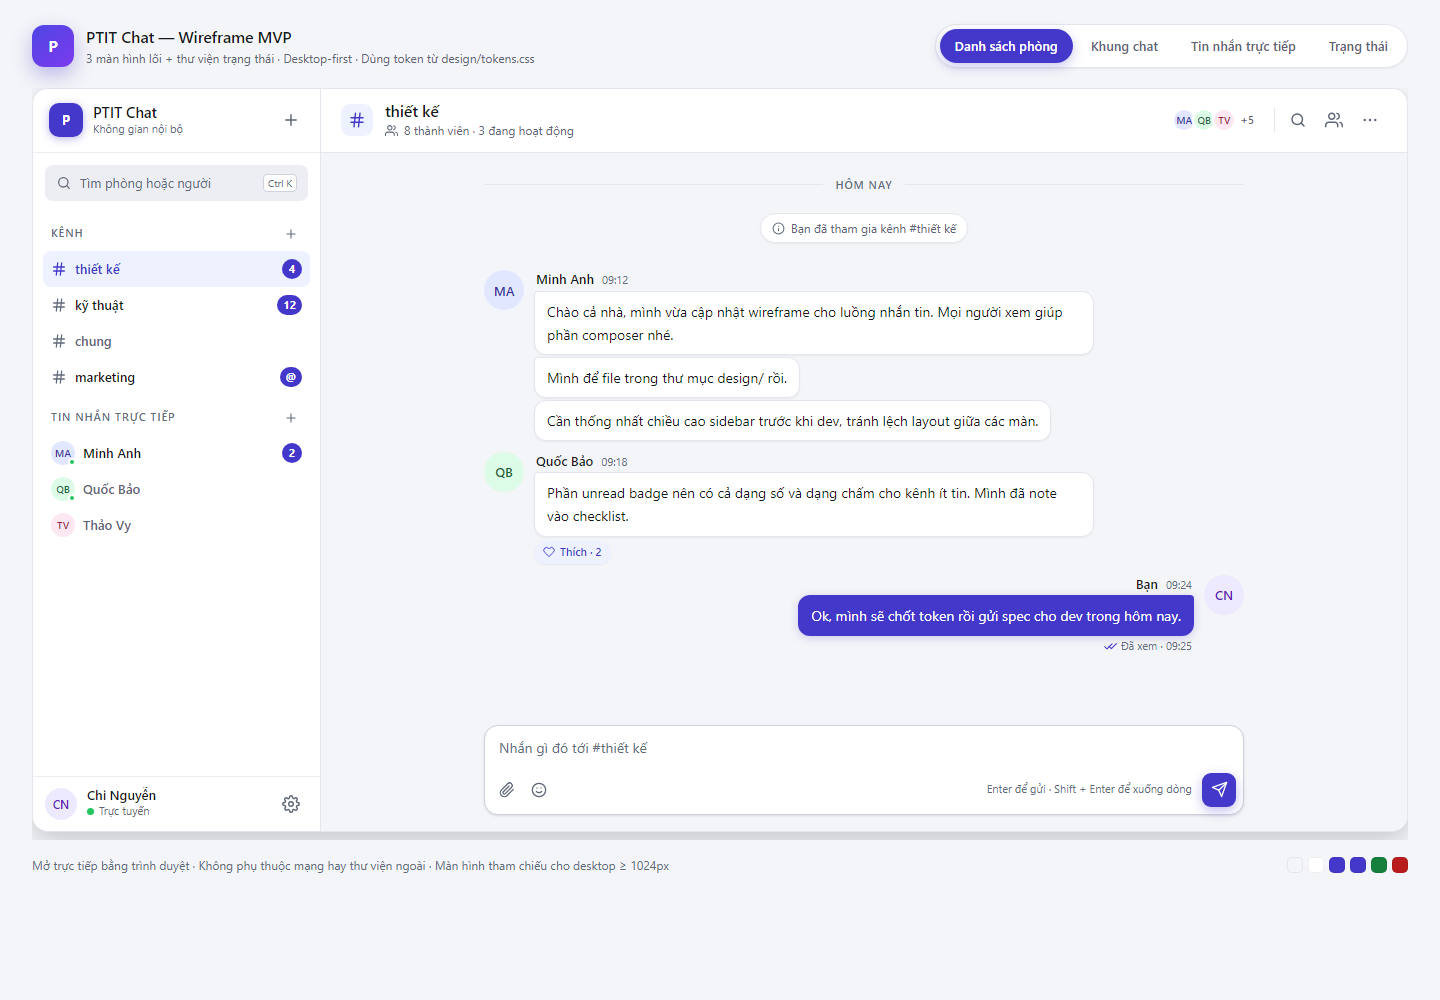 P
PTIT Chat — Wireframe MVP
3 màn hình lõi + thư viện trạng thái · Desktop-first · Dùng token từ design/tokens.css
Danh sách phòng
Khung chat
Tin nhắn trực tiếp
Trạng thái
P
PTIT Chat
Không gian nội bộ
Tìm phòng hoặc người
Ctrl K
KÊNH
thiết kế
4
kỹ thuật
12
chung
marketing
@
TIN NHẮN TRỰC TIẾP
MA
Minh Anh
2
QB
Quốc Bảo
TV
Thảo Vy
CN
Chi Nguyễn
Trực tuyến
thiết kế
8 thành viên · 3 đang hoạt động
MA
QB
TV
+5
HÔM NAY
Bạn đã tham gia kênh #thiết kế
MA
Minh Anh 09:12
Chào cả nhà, mình vừa cập nhật wireframe cho luồng nhắn tin. Mọi người xem giúp
phần composer nhé.
Mình để file trong thư mục design/ rồi.
Cần thống nhất chiều cao sidebar trước khi dev, tránh lệch layout giữa các màn.
QB
Quốc Bảo 09:18
Phần unread badge nên có cả dạng số và dạng chấm cho kênh ít tin. Mình đã note
vào checklist.
Thích · 2
Bạn 09:24
CN
Ok, mình sẽ chốt token rồi gửi spec cho dev trong hôm nay.
Đã xem · 09:25
Nhắn gì đó tới #thiết kế
Enter để gửi · Shift + Enter để xuống dòng
Mở trực tiếp bằng trình duyệt · Không phụ thuộc mạng hay thư viện ngoài · Màn hình tham chiếu cho desktop ≥ 1024px